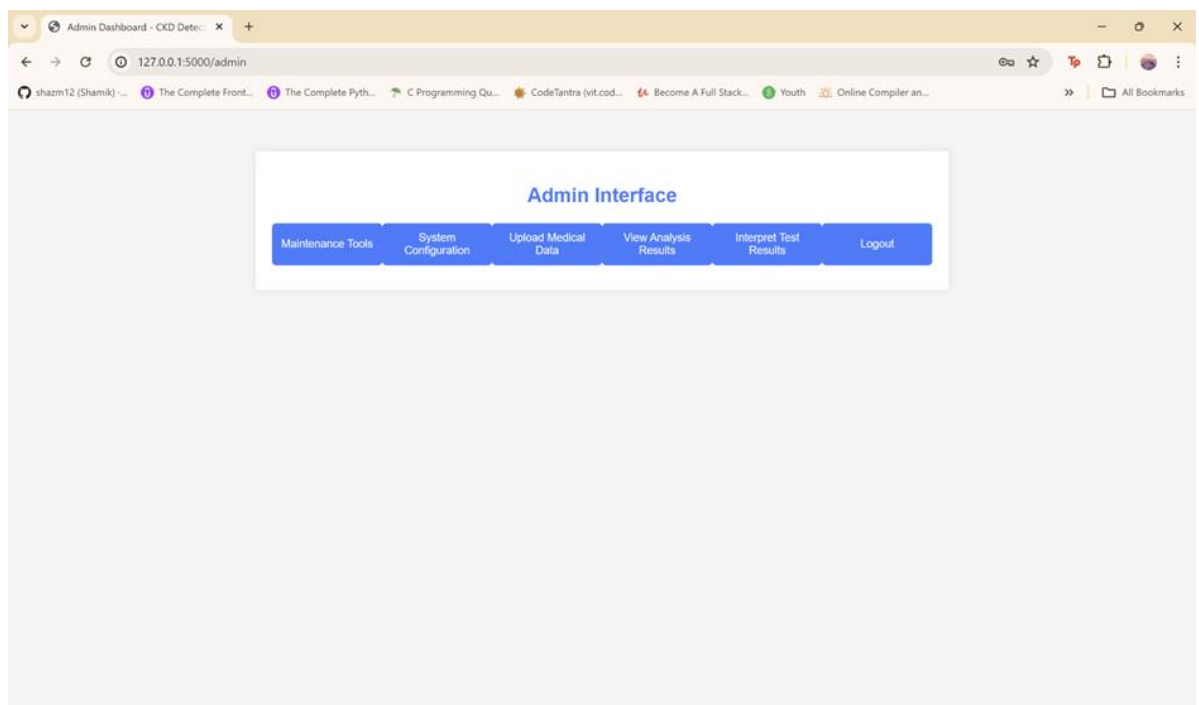 Admin Dashboard - CKD Detec
127.0.0.1:5000/admin
shazm12 (Shamik) -...
The Complete Front...
The Complete Pyth...
C Programming Qu...
CodeTantra (vit.cod...
Become A Full Stack...
Youth
Online Compiler an...
All Bookmarks
Admin Interface
Maintenance Tools
System
Configuration
Upload Medical
Data
View Analysis
Results
Interpret Test
Results
Logout